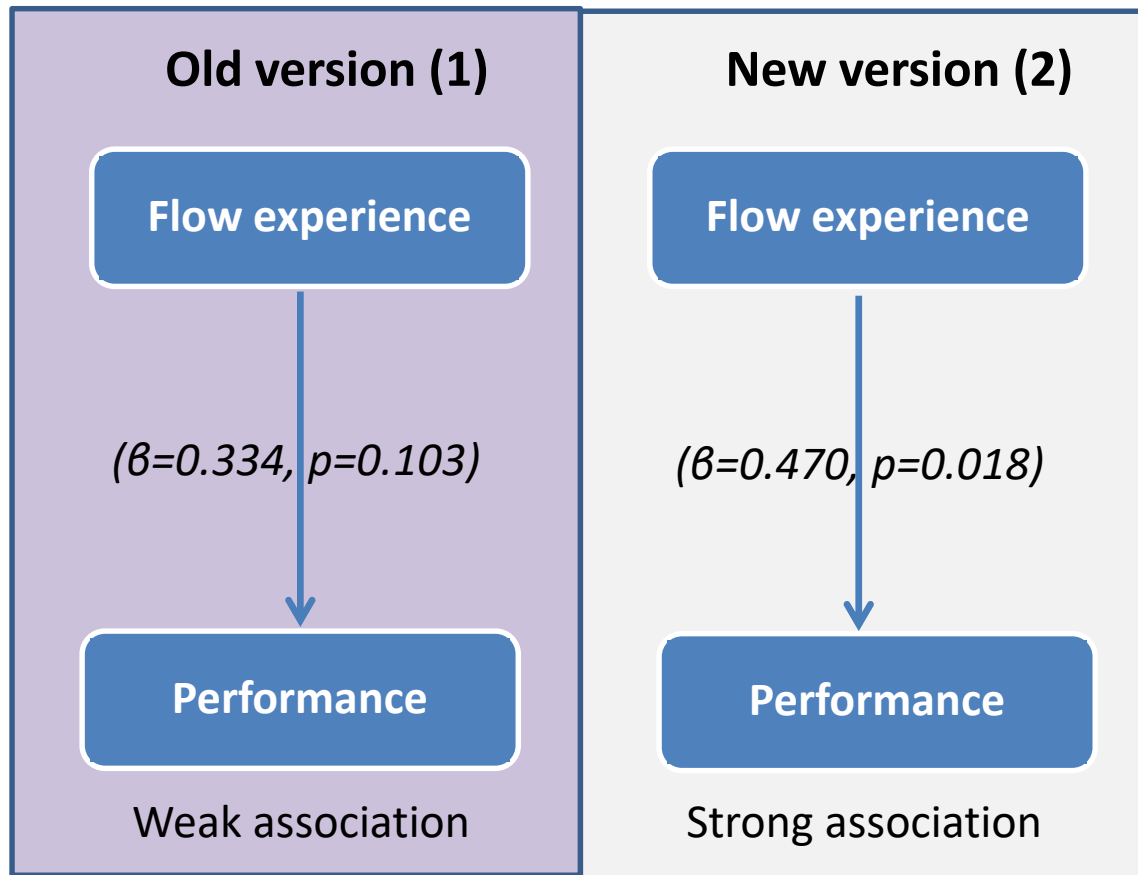 Old version (1)
Flow experience
(β=0.334, p=0.103)
Performance
Weak association
New version (2)
Flow experience
(β=0.470, p=0.018)
Performance
Strong association